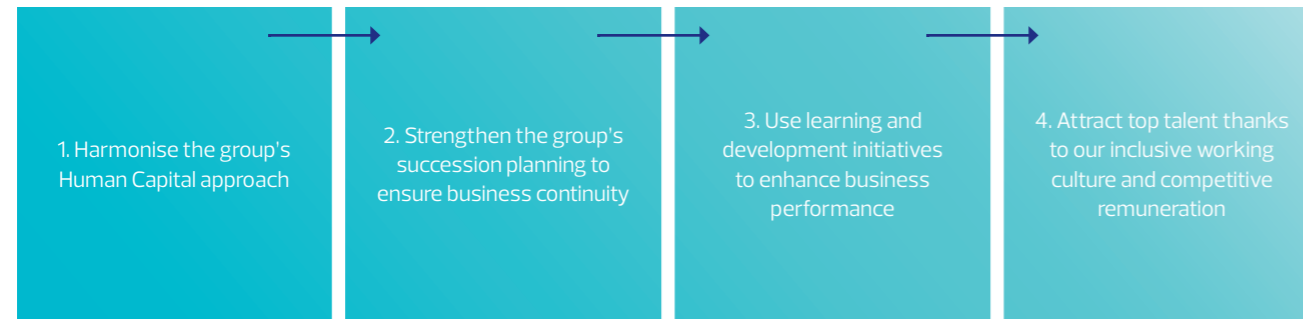 1. Harmonise the group's
Human Capital approach
2. Strengthen the group's
succession planning to
ensure business continuity
3. Use learning and
development initiatives
to enhance business
performance
4. Attract top talent thanks
to our inclusive working
culture and competitive
remuneration